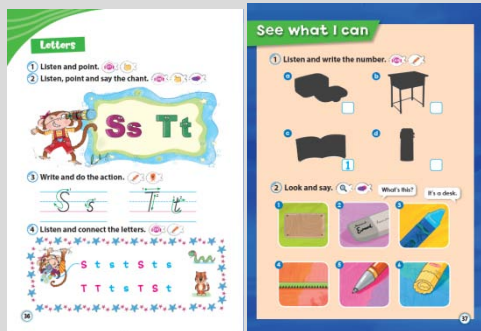 Letters
1 Listen and point.
2 Listen, point and say the chant.
Ss Tt
3 Write and do the action.
S s T t
4 Listen and connect the letters.
S t s t S t s
T T t s T S t
36
See what I can
1 Listen and write the number.
a b
c d
1
2 Look and say.
What's this?
It's a desk.
1 2 3
4 5 6
37